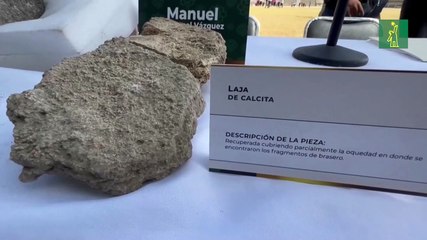 Manuel
Vázquez
LAJA
DE CALCITA
DESCRIPCIÓN DE LA PIEZA:
Recuperada cubriendo parcialmente la oquedad en donde se
encontraron los fragmentos de brasero.